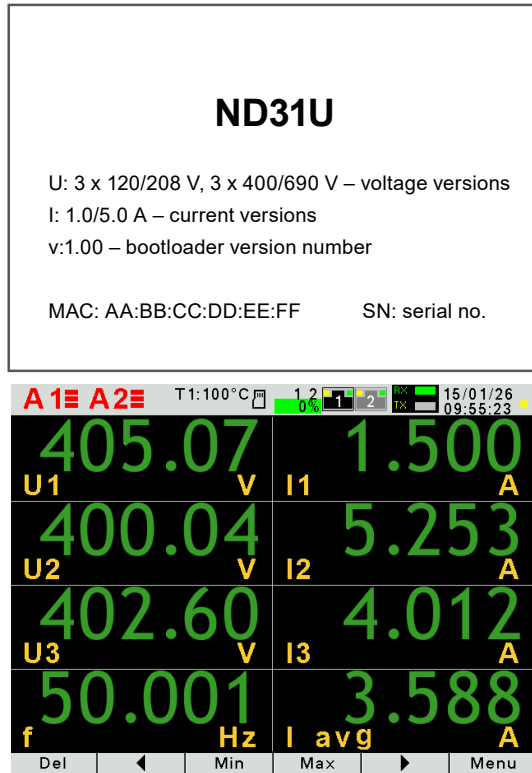 ND31U
U: 3 x 120/208 V, 3 x 400/690 V – voltage versions
I: 1.0/5.0 A – current versions
v:1.00 – bootloader version number
MAC: AA:BB:CC:DD:EE:FF SN: serial no.
A1 A2 T1:100°C 1.2 0% 1 2 RX TX 15/01/26 09:55:23
405.07 U1 V 1.500 I1 A
400.04 U2 V 5.253 I2 A
402.60 U3 V 4.012 I3 A
50.001 f Hz 3.588 I avg A
Del Min Max Menu